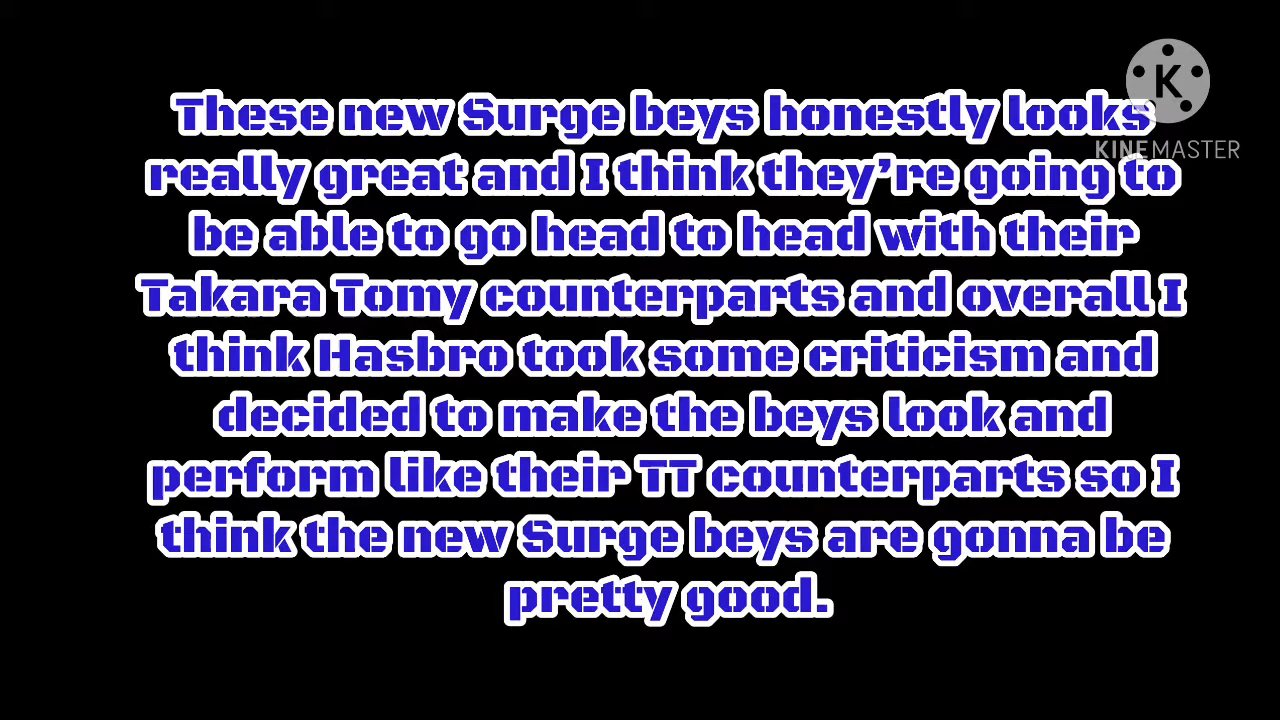 These new Surge beys honestly looks
really great and I think they’re going to
be able to go head to head with their
Takara Tomy counterparts and overall I
think Hasbro took some criticism and
decided to make the beys look and
perform like their TT counterparts so I
think the new Surge beys are gonna be
pretty good.
K
KINEMASTER